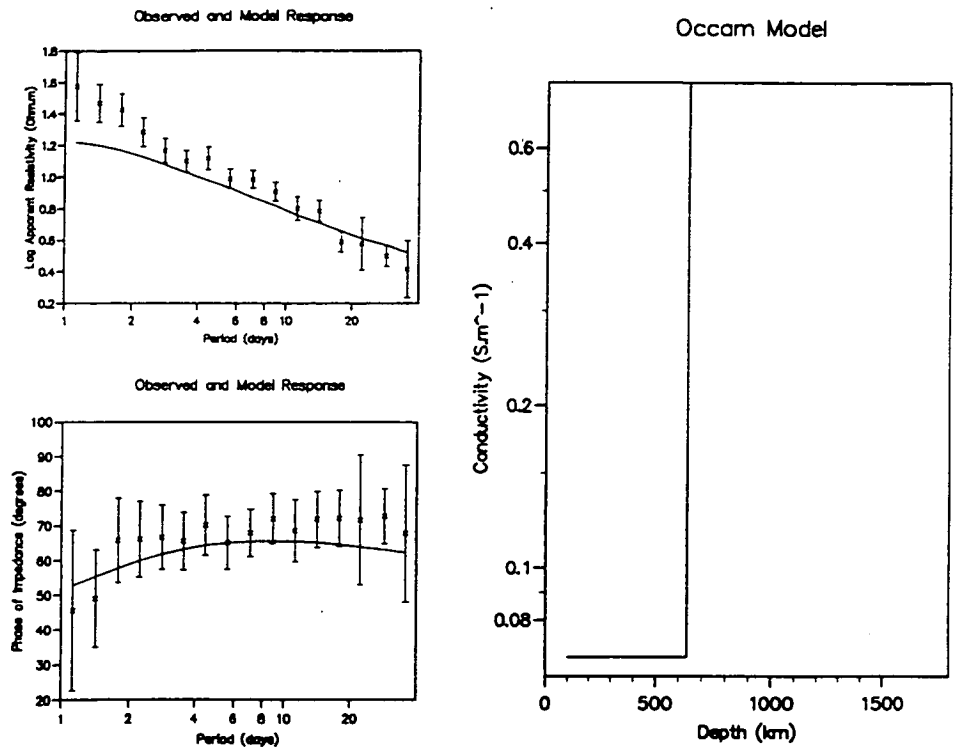 Observed and Model Response
1.8
1.6
1.4
1.2
1.0
0.8
0.6
0.4
0.2
Log Apparent Resistivity (Ohm.m)
1 2 4 6 8 10 20
Period (days)
Observed and Model Response
100
90
80
70
60
50
40
30
20
Phase of Impedance (degrees)
1 2 4 6 8 10 20
Period (days)
Occam Model
0.6
0.4
0.2
0.1
0.08
Conductivity (S.m^-1)
0 500 1000 1500
Depth (km)